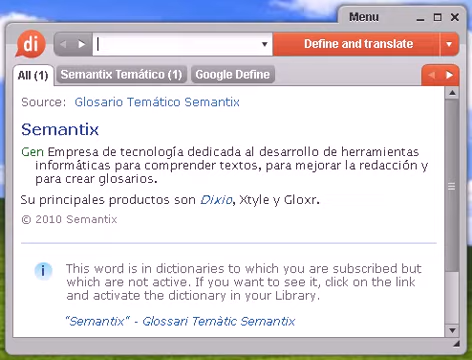 Menu
di
Define and translate
All (1)
Semantix Temático (1)
Google Define
Source: Glosario Temático Semantix
Semantix
Gen Empresa de tecnología dedicada al desarrollo de herramientas
informáticas para comprender textos, para mejorar la redacción y
para crear glosarios.
Su principales producto son Dixio, Xtyle y Gloxr.
© 2010 Semantix
i
This word is in dictionaries to which you are subscribed but
which are not active. If you want to see it, click on the link
and activate the dictionary in your Library.
"Semantix" - Glossari Temàtic Semantix